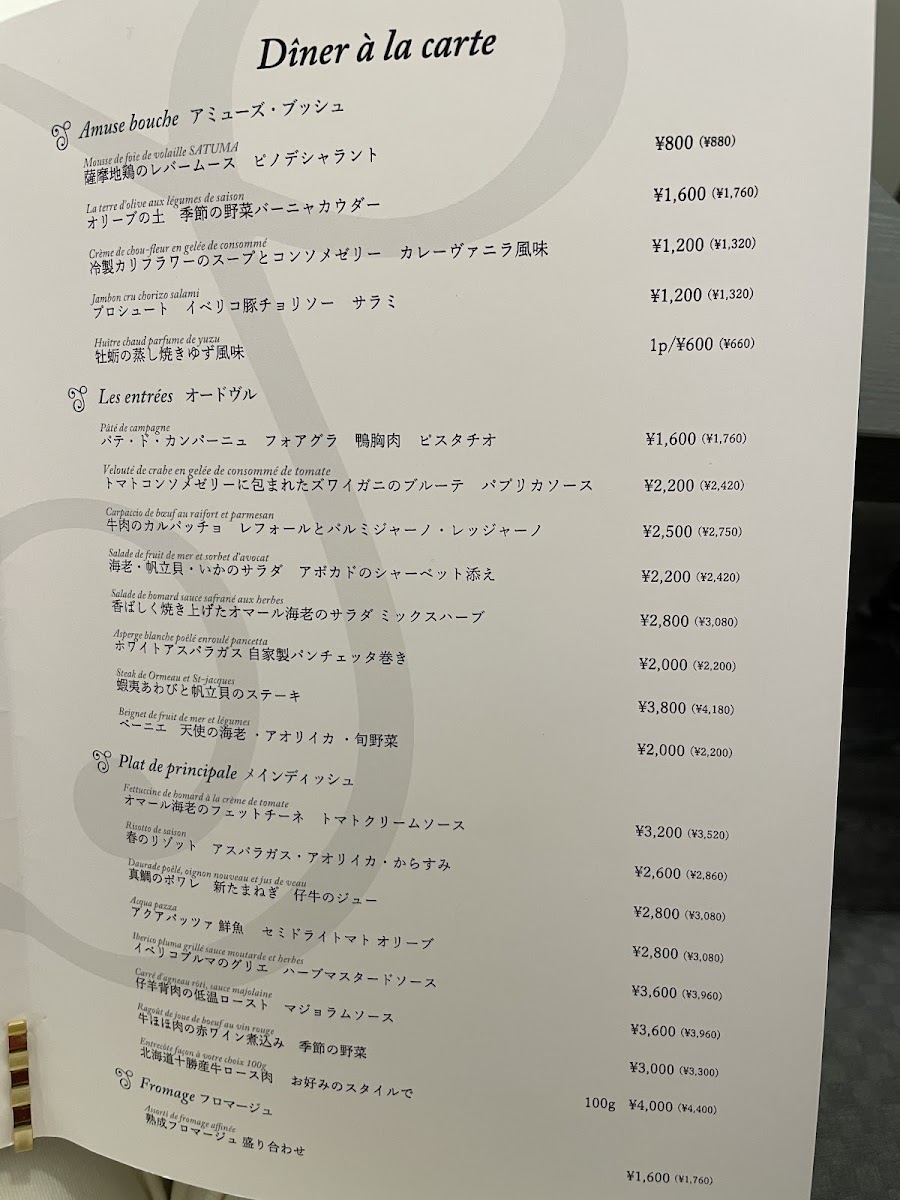 Dîner à la carte
Amuse bouche アミューズ・ブッシュ
Mousse de foie de volaille SATUMA
薩摩地鶏のレバームース　ピノデシャラント ¥800 (¥880)
La terre d'olive aux légumes de saison
オリーブの土　季節の野菜バーニャカウダー ¥1,600 (¥1,760)
Crème de chou-fleur en gelée de consommé
冷製カリフラワーのスープとコンソメゼリー　カレーヴァニラ風味 ¥1,200 (¥1,320)
Jambon cru chorizo salami
プロシュート　イベリコ豚チョリソー　サラミ ¥1,200 (¥1,320)
Huître chaud parfume de yuzu
牡蛎の蒸し焼きゆず風味 1p/¥600 (¥660)
Les entrées オードヴル
Pâté de campagne
パテ・ド・カンパーニュ　フォアグラ　鴨胸肉　ピスタチオ ¥1,600 (¥1,760)
Velouté de crabe en gelée de consommé de tomate
トマトコンソメゼリーに包まれたズワイガニのブルーテ　パプリカソース ¥2,200 (¥2,420)
Carpaccio de bœuf au raifort et parmesan
牛肉のカルパッチョ　レフォールとパルミジャーノ・レッジャーノ ¥2,500 (¥2,750)
Salade de fruit de mer et sorbet d'avocat
海老・帆立貝・いかのサラダ　アボカドのシャーベット添え ¥2,200 (¥2,420)
Salade de homard sauce safrané aux herbes
香ばしく焼き上げたオマール海老のサラダ ミックスハーブ ¥2,800 (¥3,080)
Asperge blanche poêlé enroulé pancetta
ホワイトアスパラガス 自家製パンチェッタ巻き ¥2,000 (¥2,200)
Steak de Ormeau et St-jacques
蝦夷あわびと帆立貝のステーキ ¥3,800 (¥4,180)
Beignet de fruit de mer et légumes
ベーニエ　天使の海老 ・アオリイカ ・旬野菜 ¥2,000 (¥2,200)
Plat de principale メインディッシュ
Fettuccine de homard à la crème de tomate
オマール海老のフェットチーネ　トマトクリームソース ¥3,200 (¥3,520)
Risotto de saison
春のリゾット　アスパラガス・アオリイカ・からすみ ¥2,600 (¥2,860)
Daurade poêlé, oignon nouveau et jus de veau
真鯛のポワレ　新たまねぎ　仔牛のジュー ¥2,800 (¥3,080)
Acqua pazza
アクアパッツァ 鮮魚　セミドライトマト オリーブ ¥2,800 (¥3,080)
Iberico pluma grillé sauce moutarde et herbes
イベリコプルマのグリエ　ハーブマスタードソース ¥3,600 (¥3,960)
Carré d'agneau rôti, sauce majolaine
仔羊背肉の低温ロースト　マジョラムソース ¥3,600 (¥3,960)
Ragoût de joue de boeuf au vin rouge
牛ほほ肉の赤ワイン煮込み　季節の野菜 ¥3,000 (¥3,300)
Entrecôte façon à votre choix 100g
北海道十勝産牛ロース肉　お好みのスタイルで 100g ¥4,000 (¥4,400)
Fromage フロマージュ
Assorti de fromage affinée
熟成フロマージュ 盛り合わせ ¥1,600 (¥1,760)